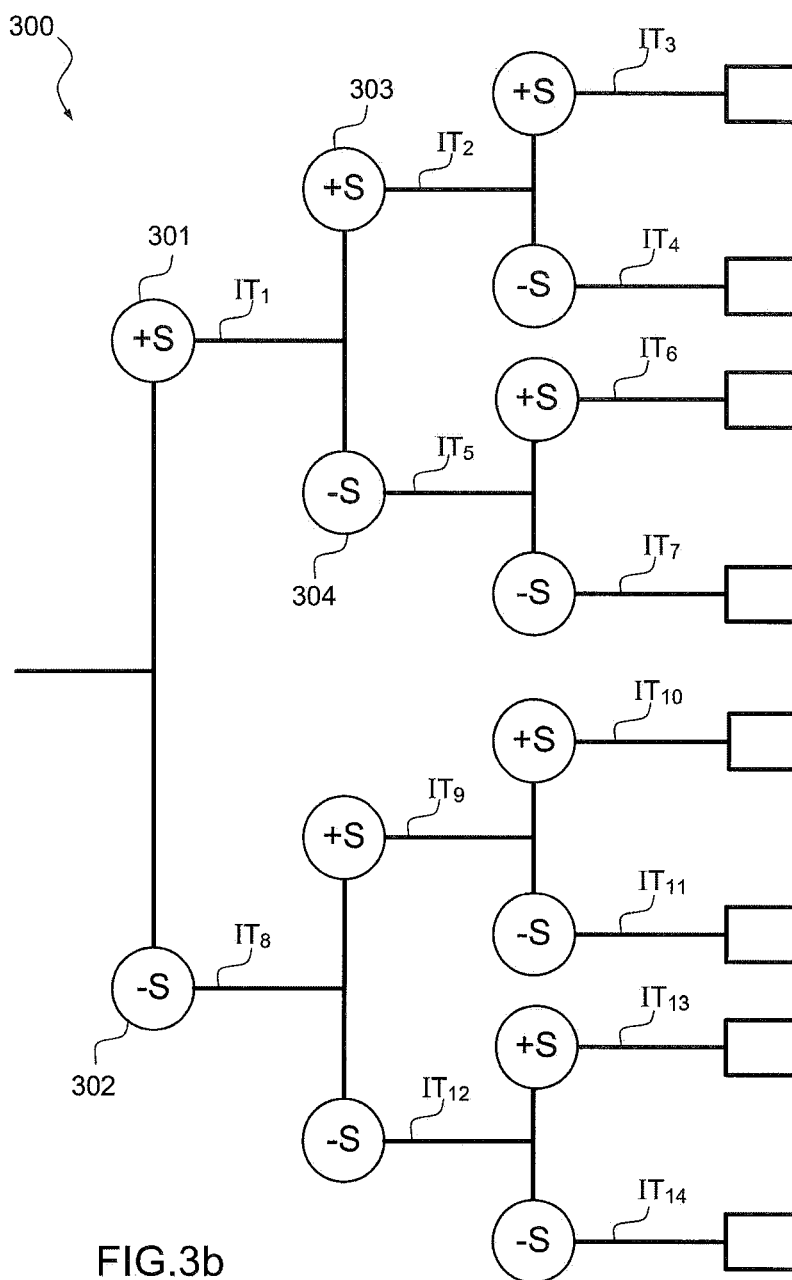 300
IT3
+S
303
IT2
+S
IT4
-S
301
IT1
+S
IT6
+S
IT5
-S
304
IT7
-S
IT10
+S
IT9
+S
IT11
-S
IT8
-S
302
IT13
+S
IT12
-S
IT14
-S
FIG.3b